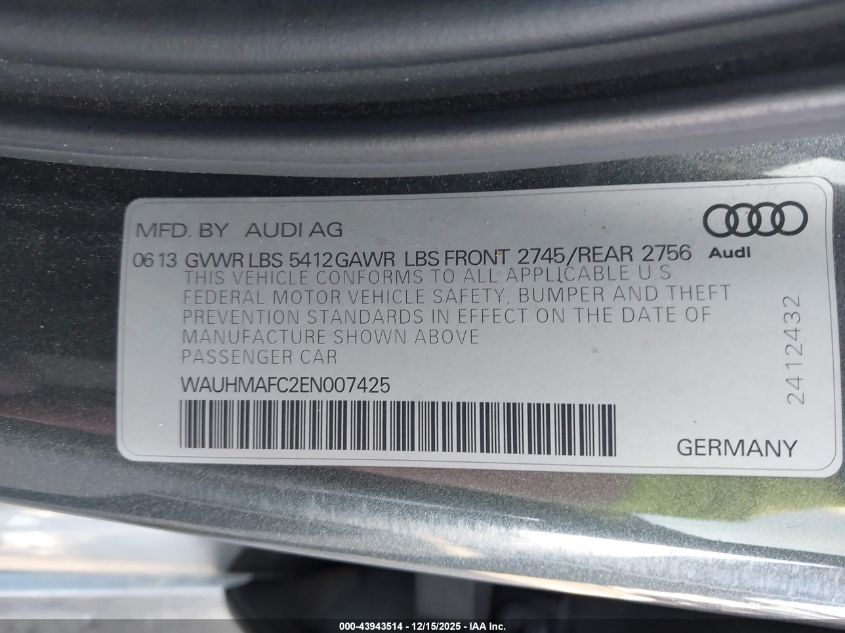 MFD. BY AUDI AG
Audi
06 13 GVWR LBS 5412 GAWR LBS FRONT 2745/REAR 2756
THIS VEHICLE CONFORMS TO ALL APPLICABLE U.S.
FEDERAL MOTOR VEHICLE SAFETY, BUMPER AND THEFT
PREVENTION STANDARDS IN EFFECT ON THE DATE OF
MANUFACTURE SHOWN ABOVE
PASSENGER CAR
WAUHMAFC2EN007425
GERMANY
2412432
000-43943514 - 12/15/2025 - IAA Inc.